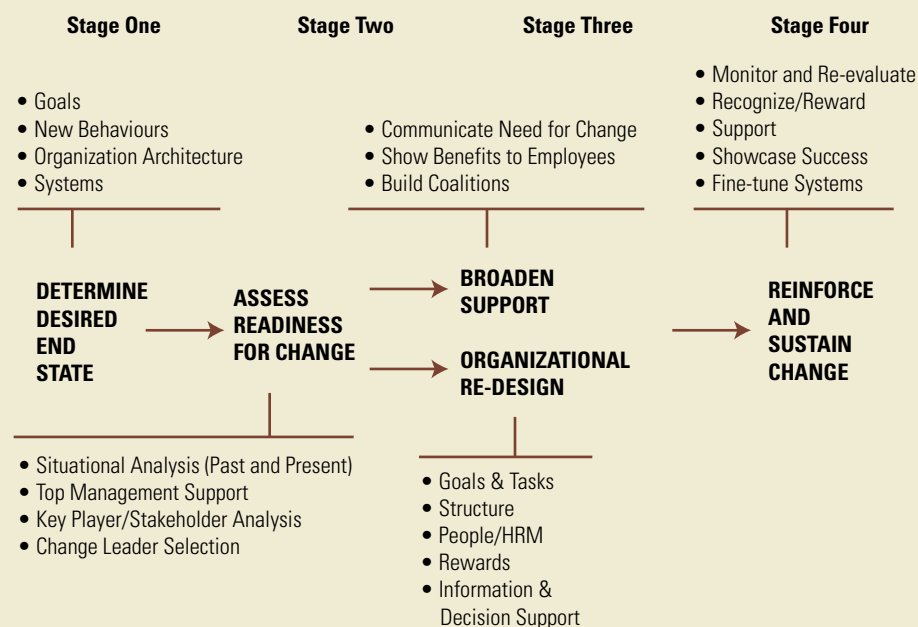 Stage One
Stage Two
Stage Three
Stage Four
• Goals
• New Behaviours
• Organization Architecture
• Systems
• Communicate Need for Change
• Show Benefits to Employees
• Build Coalitions
• Monitor and Re-evaluate
• Recognize/Reward
• Support
• Showcase Success
• Fine-tune Systems
DETERMINE
DESIRED
END
STATE
ASSESS
READINESS
FOR CHANGE
BROADEN
SUPPORT
ORGANIZATIONAL
RE-DESIGN
REINFORCE
AND
SUSTAIN
CHANGE
• Situational Analysis (Past and Present)
• Top Management Support
• Key Player/Stakeholder Analysis
• Change Leader Selection
• Goals & Tasks
• Structure
• People/HRM
• Rewards
• Information &
Decision Support